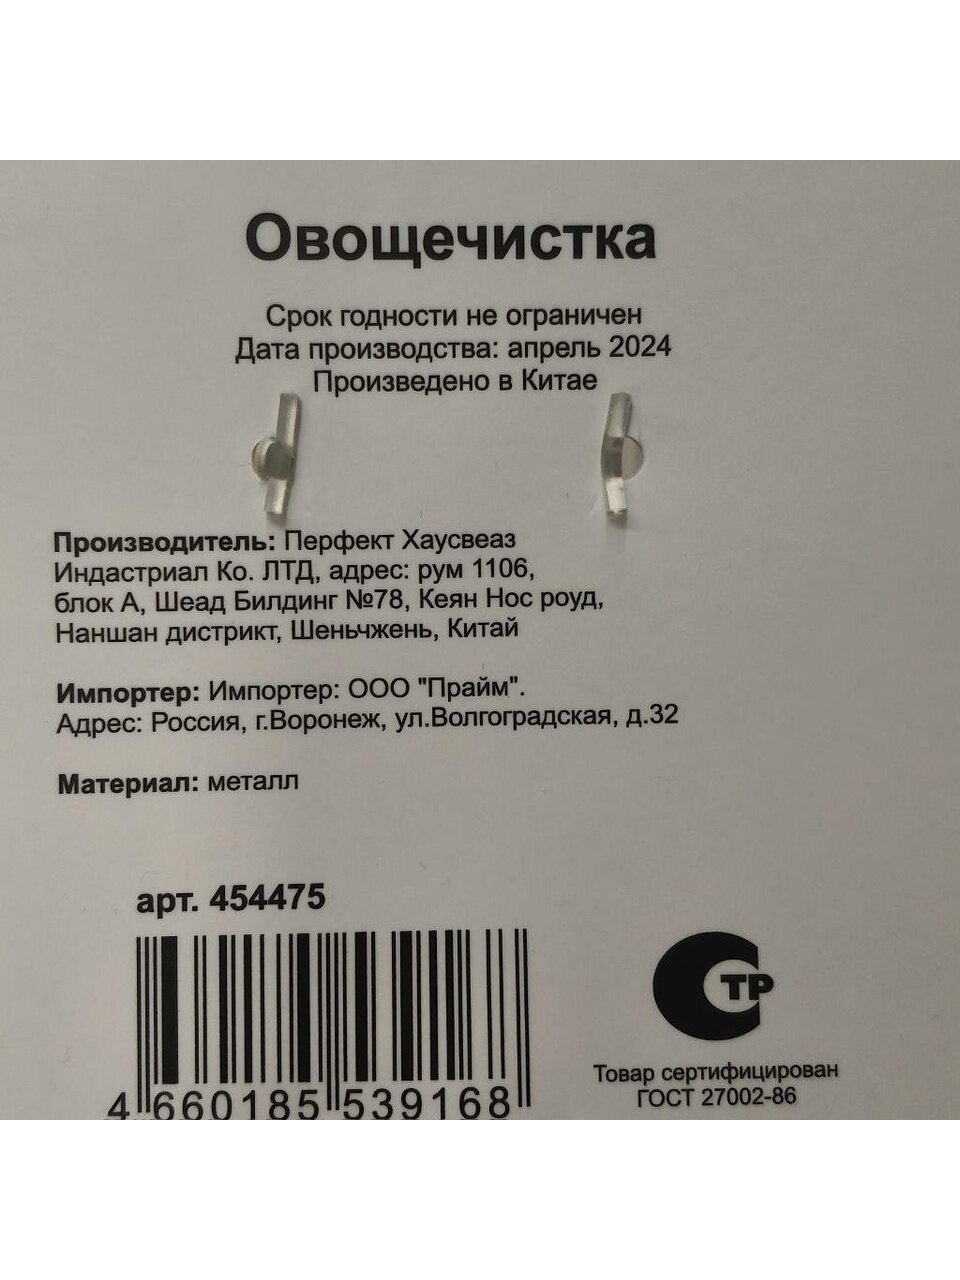 Овощечистка
Срок годности не ограничен
Дата производства: апрель 2024
Произведено в Китае
Производитель: Перфект Хаусвеаз
Индастриал Ко. ЛТД, адрес: рум 1106,
блок А, Шеад Билдинг №78, Кеян Нос роуд,
Наншан дистрикт, Шеньчжень, Китай
Импортер: Импортер: ООО "Прайм".
Адрес: Россия, г.Воронеж, ул.Волгоградская, д.32
Материал: металл
арт. 454475
4 660185 539168
СТР
Товар сертифицирован
ГОСТ 27002-86